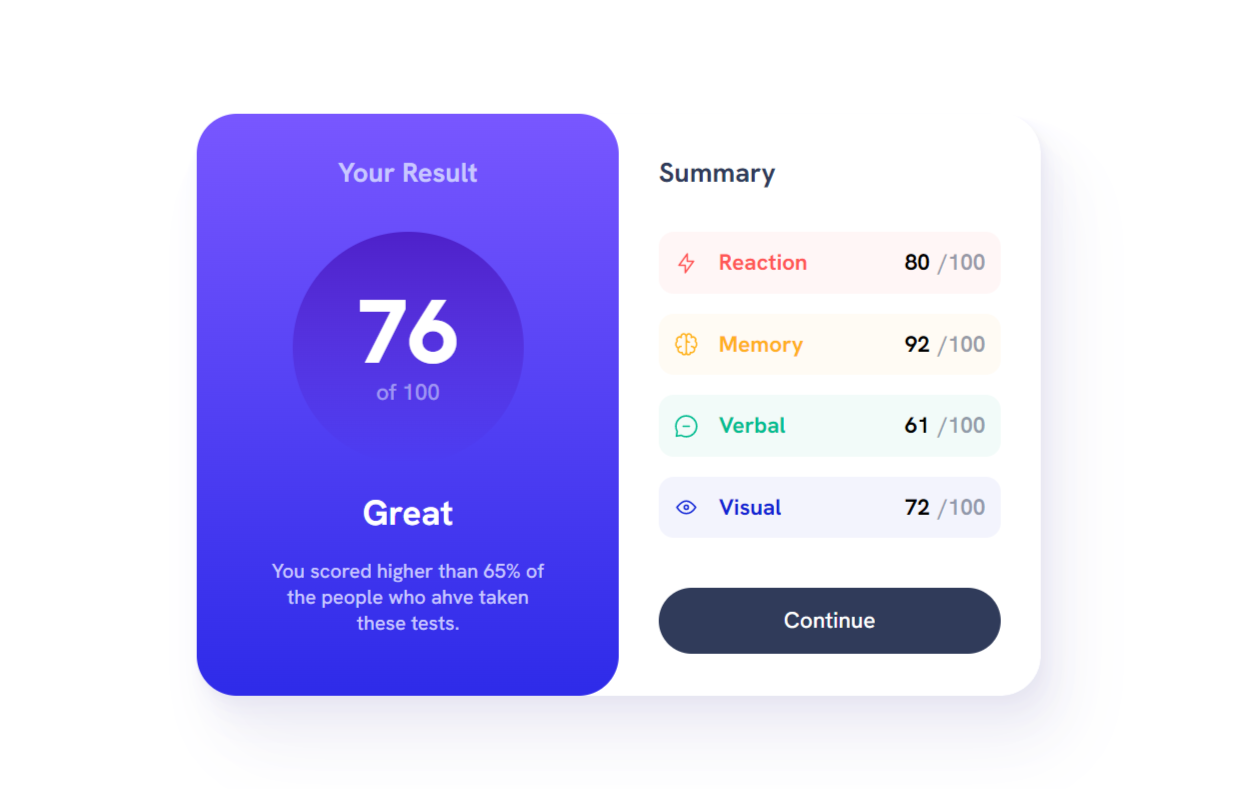 Your Result
76
of 100
Great
You scored higher than 65% of
the people who ahve taken
these tests.
Summary
Reaction 80 /100
Memory 92 /100
Verbal 61 /100
Visual 72 /100
Continue